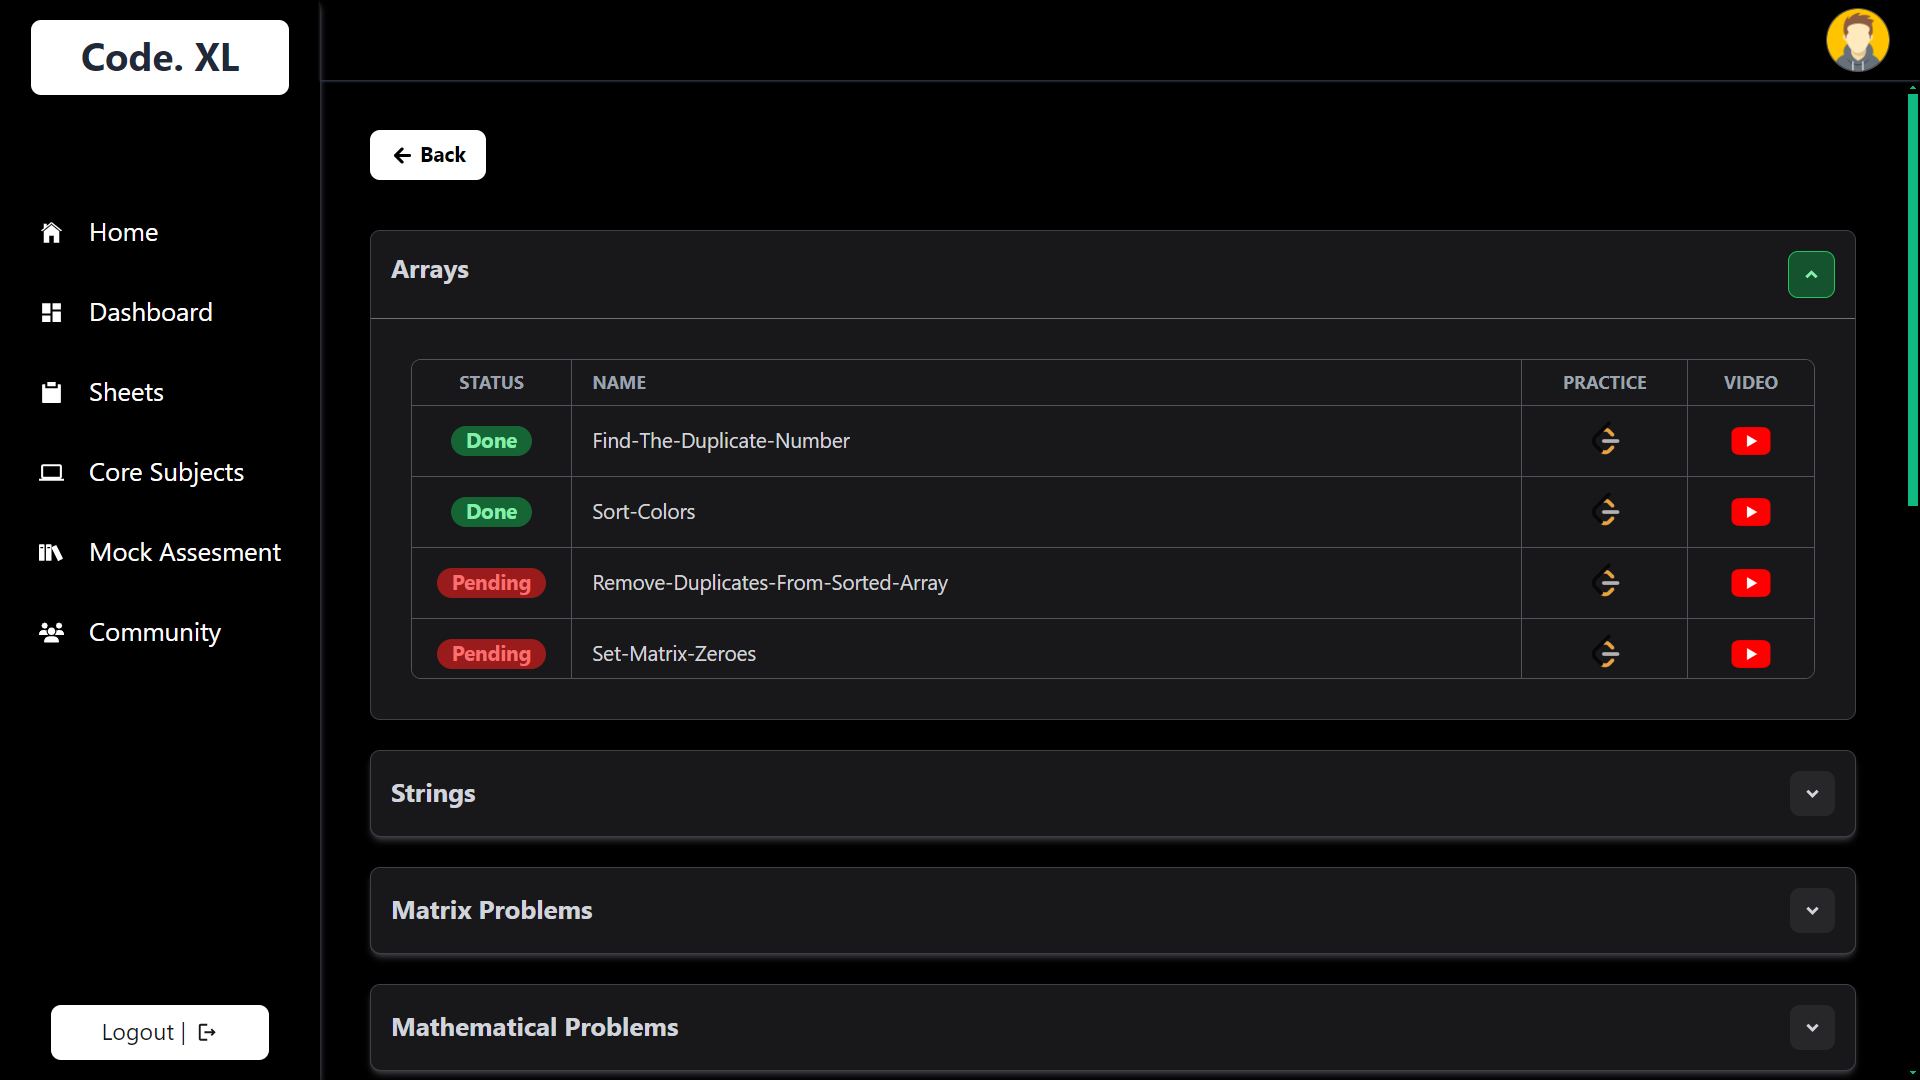 Code. XL
Home
Dashboard
Sheets
Core Subjects
Mock Assesment
Community
Logout |
Back
Arrays
STATUS NAME PRACTICE VIDEO
Done Find-The-Duplicate-Number
Done Sort-Colors
Pending Remove-Duplicates-From-Sorted-Array
Pending Set-Matrix-Zeroes
Strings
Matrix Problems
Mathematical Problems